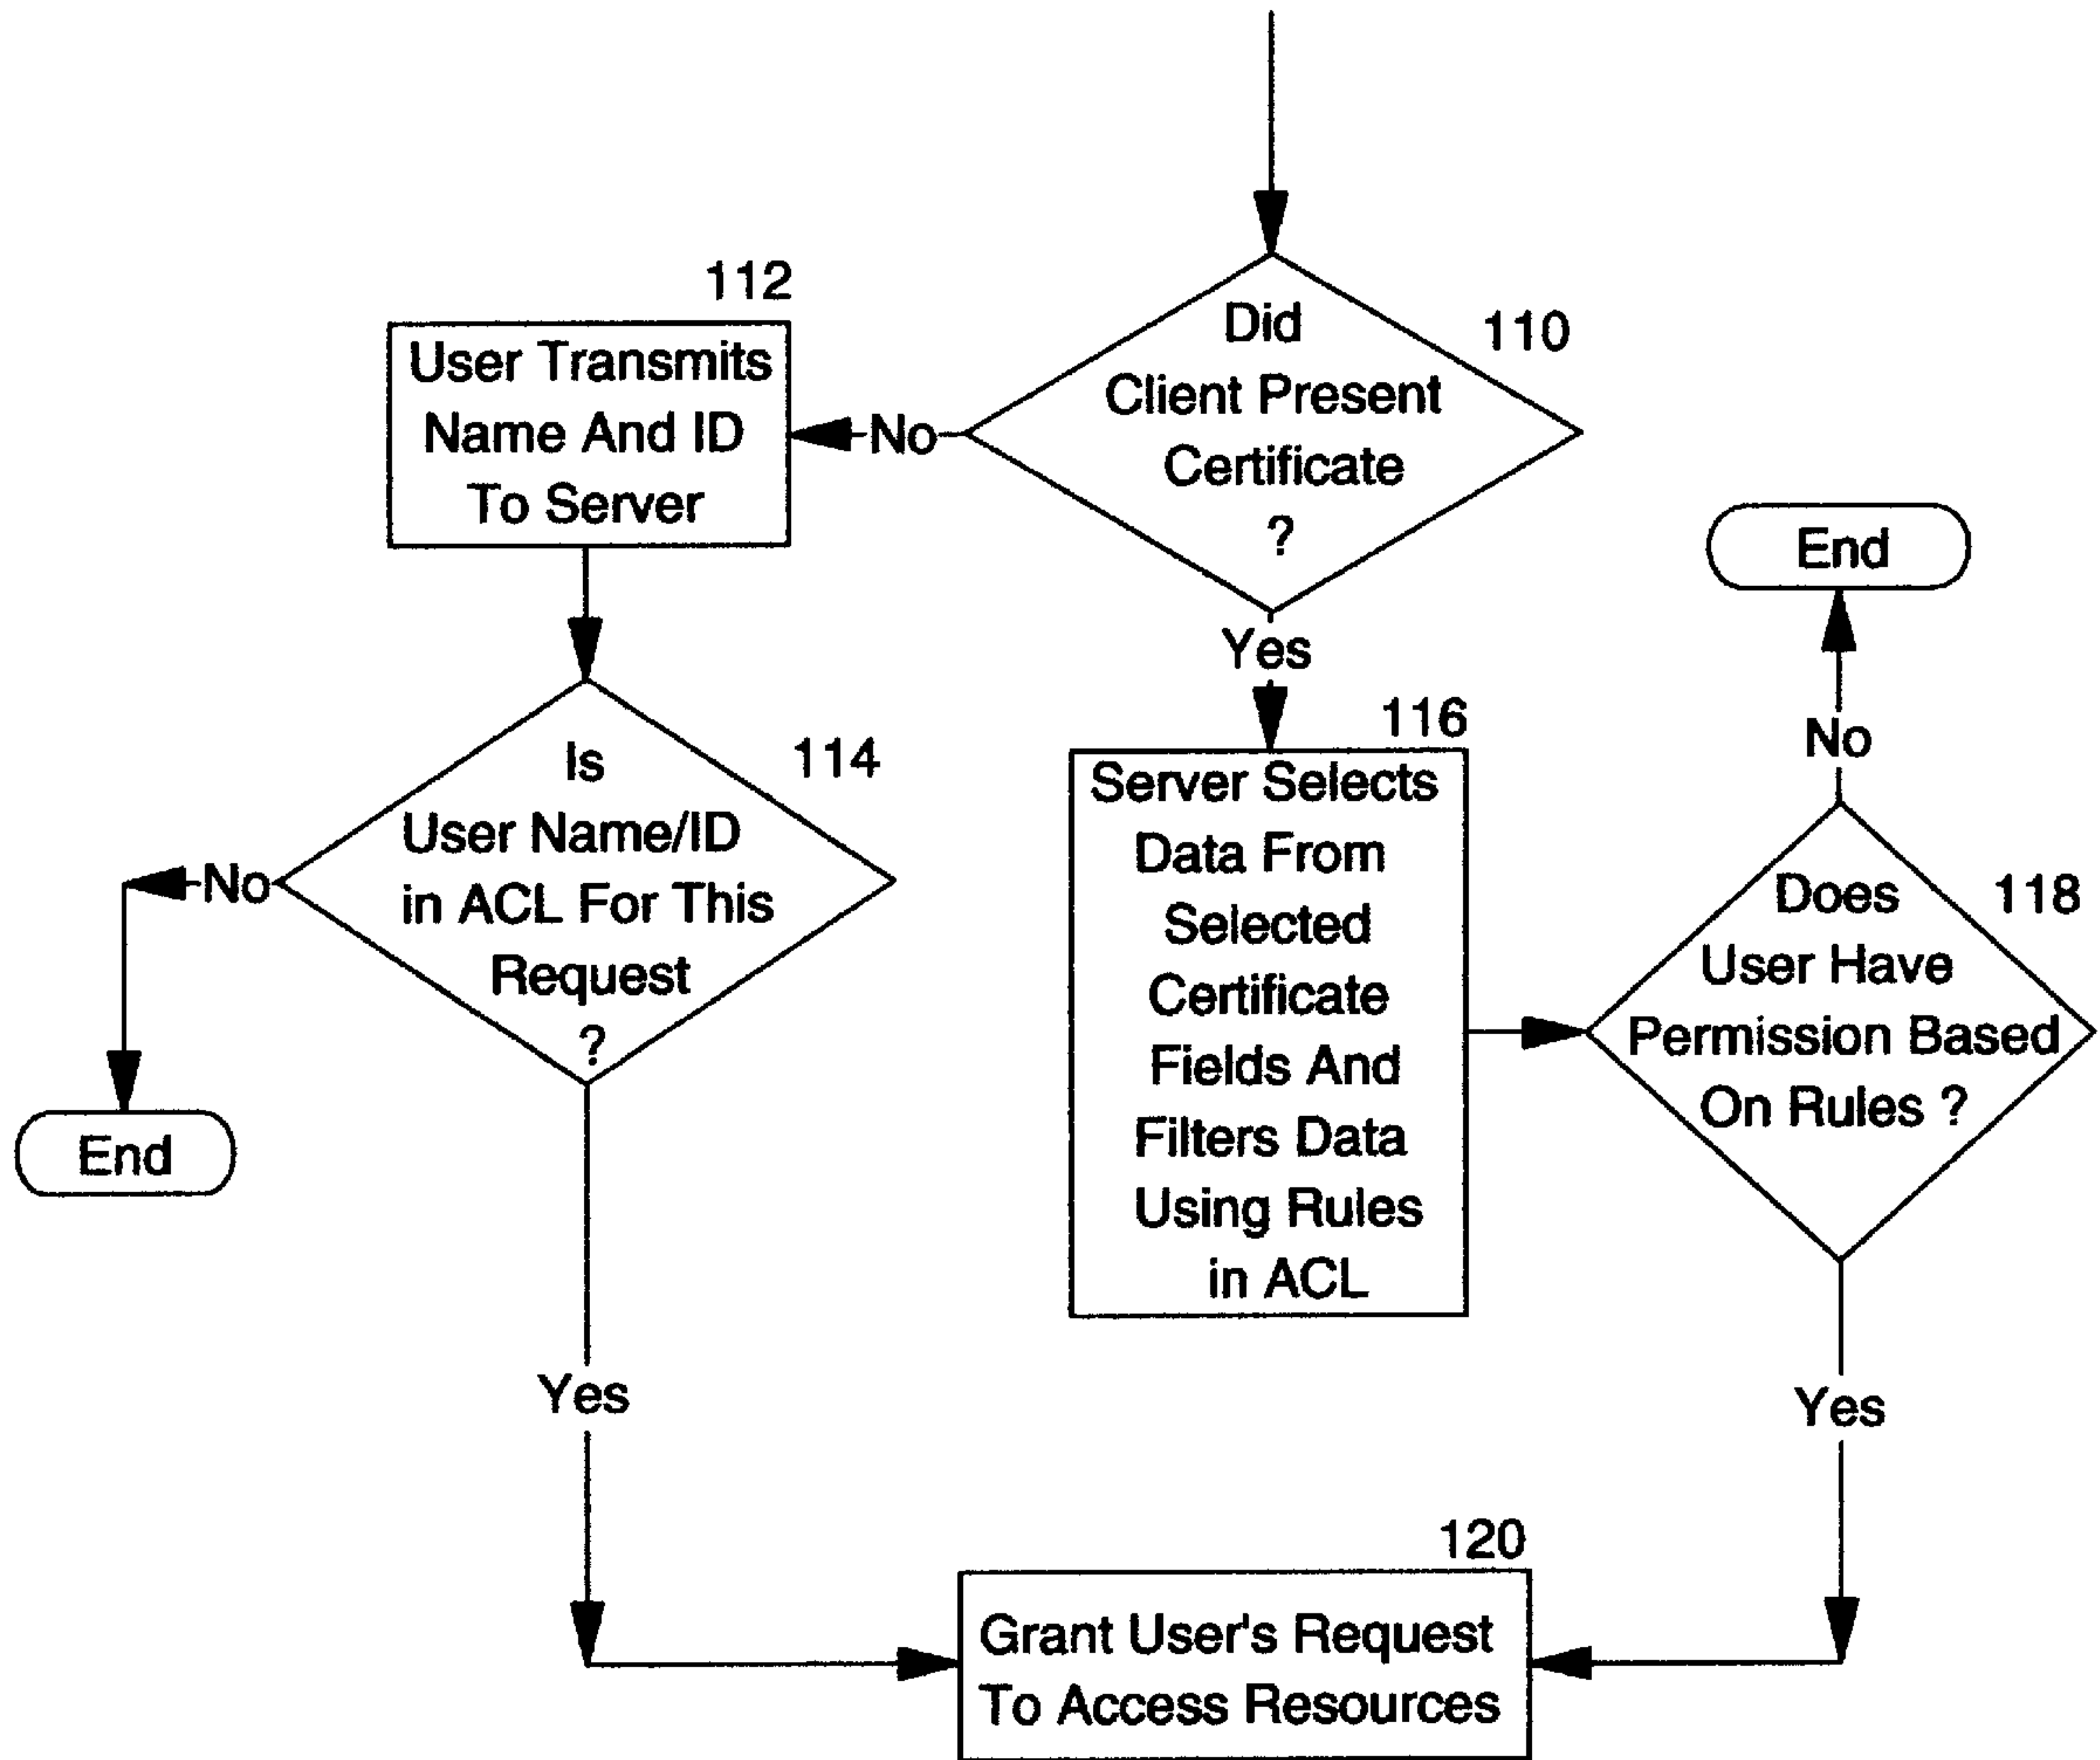 112
User Transmits
Name And ID
To Server
Did
Client Present
Certificate
?
110
No
Yes
End
No
Is
User Name/ID
in ACL For This
Request
?
114
No
End
Yes
116
Server Selects
Data From
Selected
Certificate
Fields And
Filters Data
Using Rules
in ACL
Does
User Have
Permission Based
On Rules ?
118
Yes
120
Grant User's Request
To Access Resources